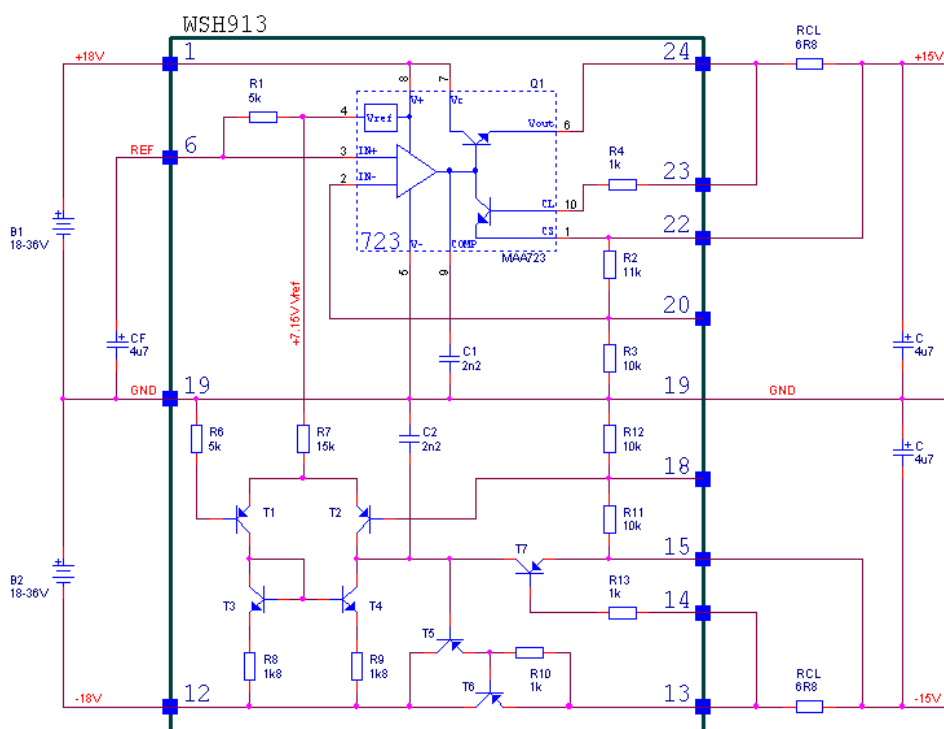 WSH913
1
24
RCL
6R8
+18V
+15V
R1
5k
8
7
Q1
V+
Vc
4
Vref
Vout
6
6
REF
3
IN+
R4
1k
23
2
IN-
10
CL
B1
18-36V
CS
1
22
723
V-
COMP
MAA723
R2
11k
5
9
20
+7.15V Vref
CF
4u7
C1
2n2
R3
10k
C
4u7
GND
19
19
GND
R6
5k
R7
15k
C2
2n2
R12
10k
C
4u7
18
T1
T2
R11
10k
T7
15
B2
18-36V
R13
1k
14
T3
T4
T5
R8
1k8
R9
1k8
R10
1k
T6
RCL
6R8
-18V
12
13
-15V